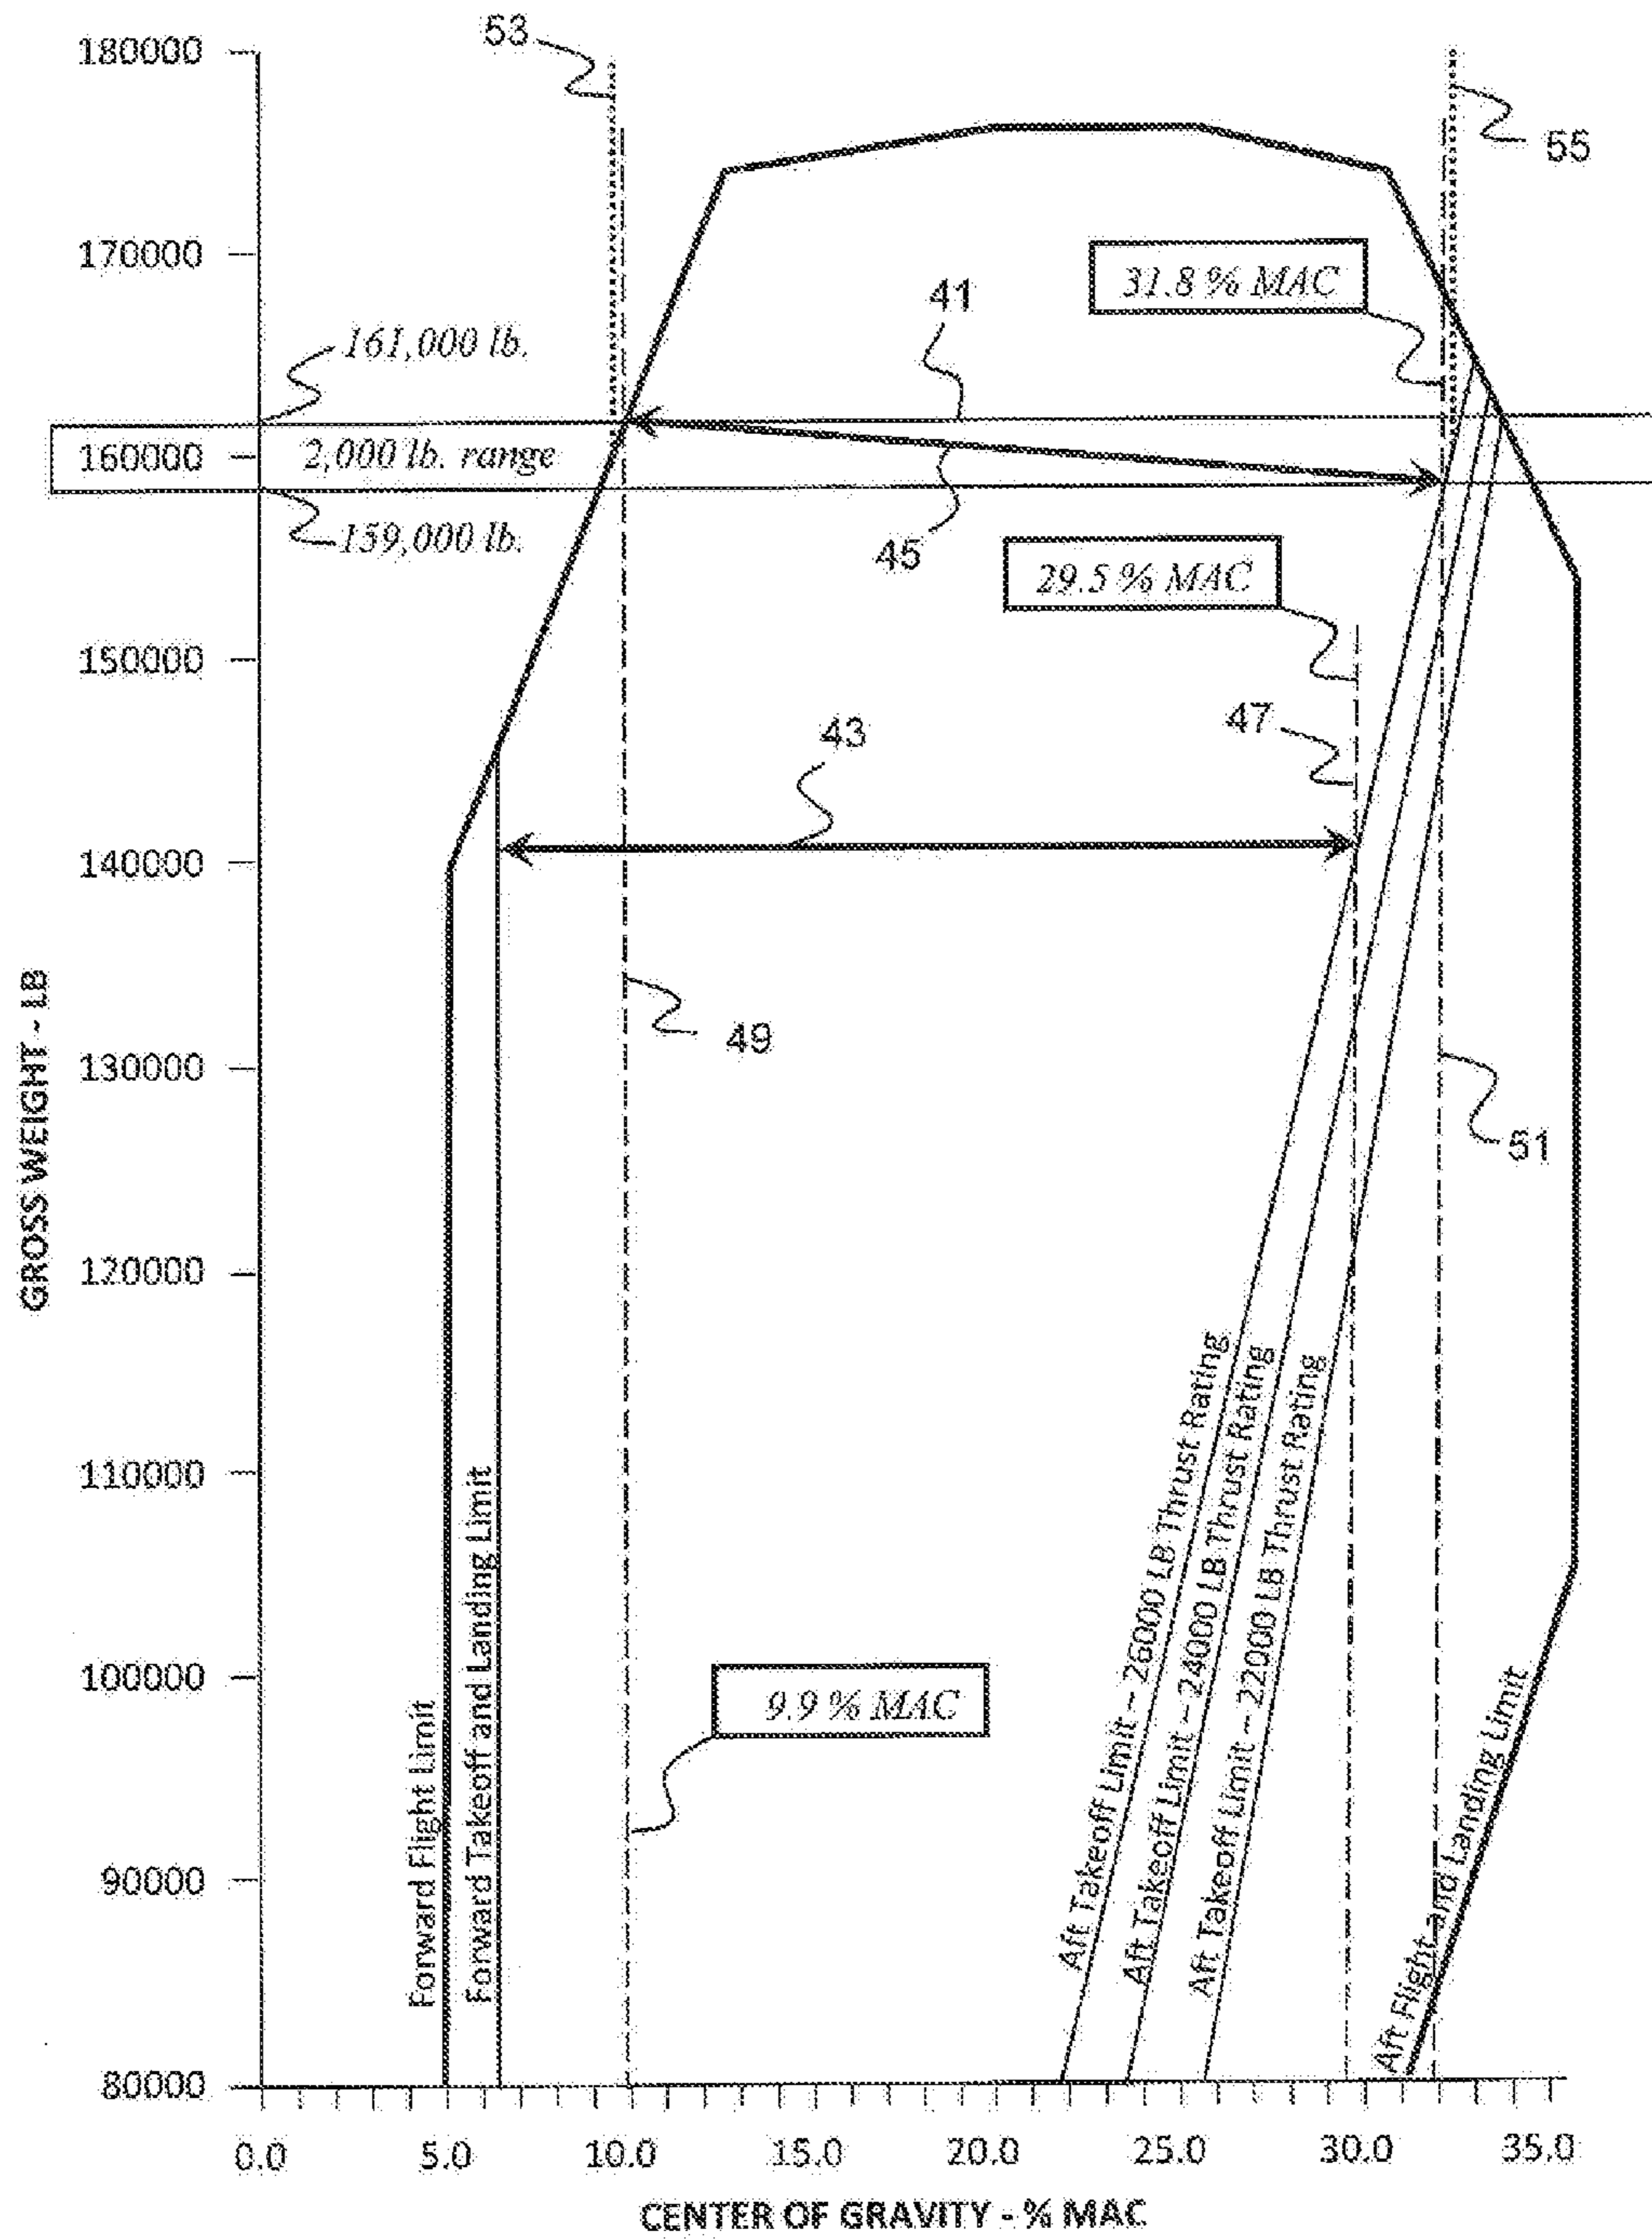 53
180000
55
170000
31.8 % MAC
41
161,000 lb.
160000
2,000 lb. range
159,000 lb.
45
29.5 % MAC
150000
47
43
140000
49
130000
51
GROSS WEIGHT - LB
120000
110000
100000
9.9 % MAC
90000
80000
Forward Flight Limit
Forward Takeoff and Landing Limit
Aft Takeoff Limit - 26000 LB Thrust Rating
Aft Takeoff Limit - 24000 LB Thrust Rating
Aft Takeoff Limit - 22000 LB Thrust Rating
Aft Flight and Landing Limit
0.0 5.0 10.0 15.0 20.0 25.0 30.0 35.0
CENTER OF GRAVITY - % MAC